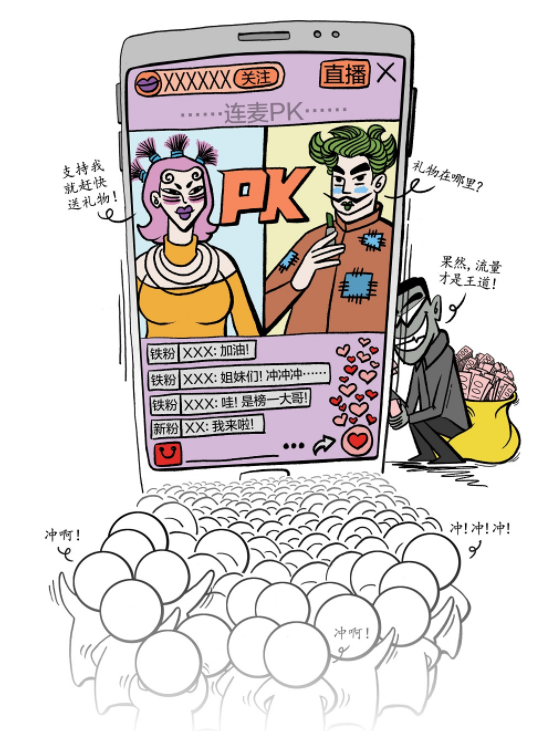 XXXXXX 关注
直播 X
……连麦PK……
支持我
就赶快
送礼物!
PK
礼物在哪里?
果然,流量
才是王道!
铁粉 XXX: 加油!
铁粉 XXX: 姐妹们! 冲冲冲……
铁粉 XXX: 哇! 是榜一大哥!
新粉 XX: 我来啦!
冲啊!
冲! 冲! 冲!
冲啊!